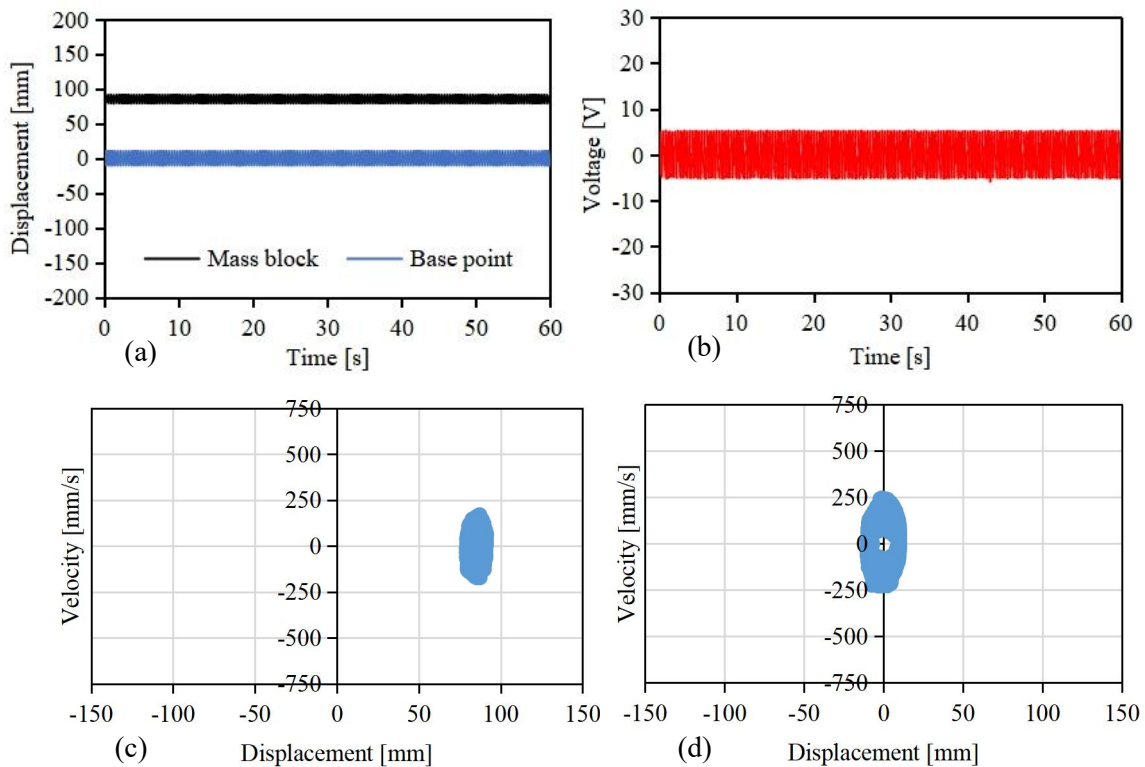 200
150
100
50
0
-50
-100
-150
-200
Displacement [mm]
Mass block
Base point
0 10 20 30 40 50 60
(a)
Time [s]
30
20
10
0
-10
-20
-30
Voltage [V]
0 10 20 30 40 50 60
(b)
Time [s]
750
500
250
0
-250
-500
-750
Velocity [mm/s]
-150 -100 -50 0 50 100 150
(c)
Displacement [mm]
750
500
250
0
-250
-500
-750
Velocity [mm/s]
-150 -100 -50 0 50 100 150
(d)
Displacement [mm]